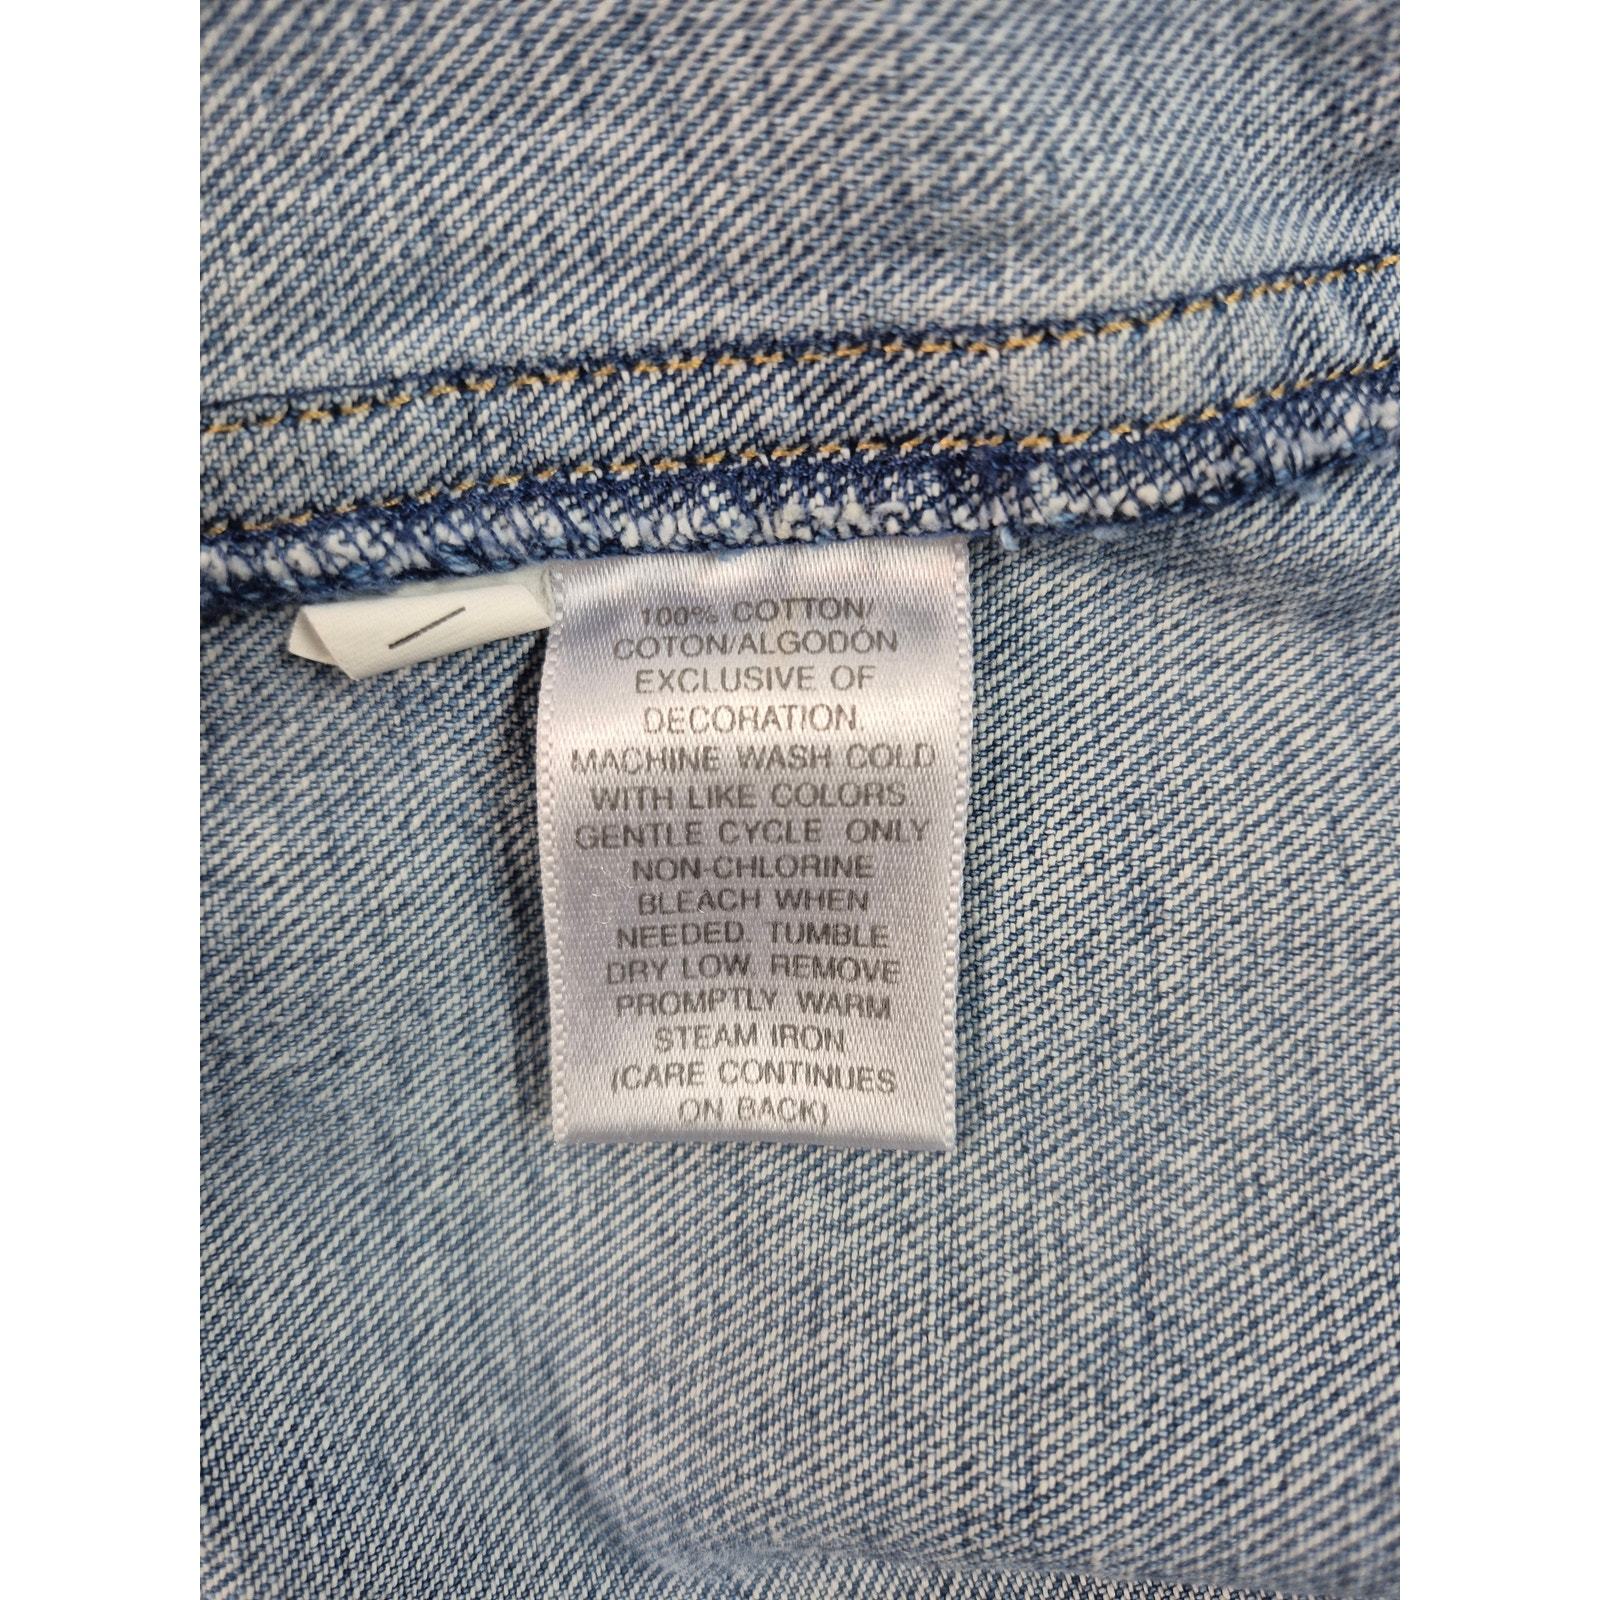 100% COTTON/
COTON/ALGODÓN
EXCLUSIVE OF
DECORATION.
MACHINE WASH COLD
WITH LIKE COLORS
GENTLE CYCLE ONLY
NON-CHLORINE
BLEACH WHEN
NEEDED. TUMBLE
DRY LOW. REMOVE
PROMPTLY WARM
STEAM IRON
(CARE CONTINUES
ON BACK)